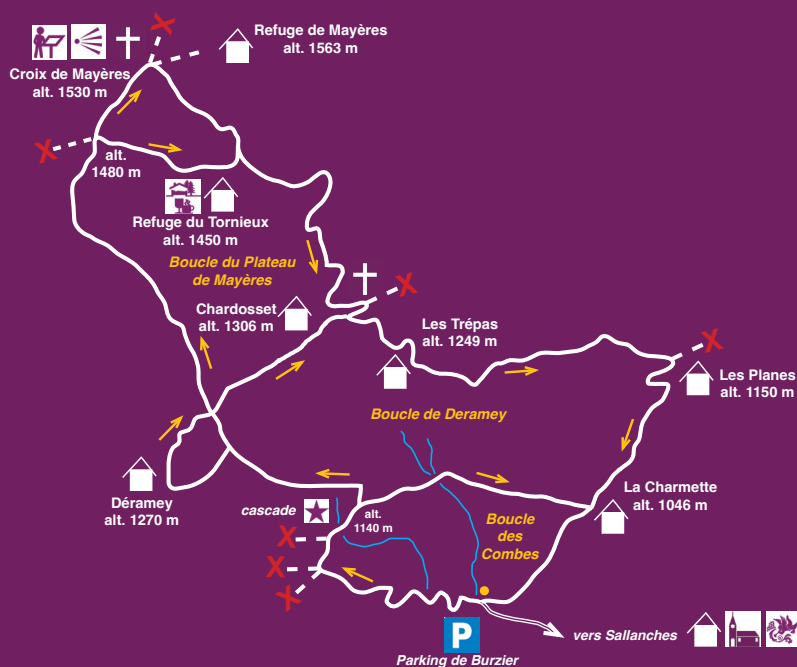 Refuge de Mayères
alt. 1563 m
Croix de Mayères
alt. 1530 m
X
X
alt.
1480 m
Refuge du Tornieux
alt. 1450 m
Boucle du Plateau
de Mayères
X
Chardosset
alt. 1306 m
Les Trépas
alt. 1249 m
X
Les Planes
alt. 1150 m
Boucle de Deramey
Déramey
alt. 1270 m
La Charmette
alt. 1046 m
cascade
alt.
1140 m
Boucle
des
Combes
X
X
X
P
Parking de Burzier
vers Sallanches